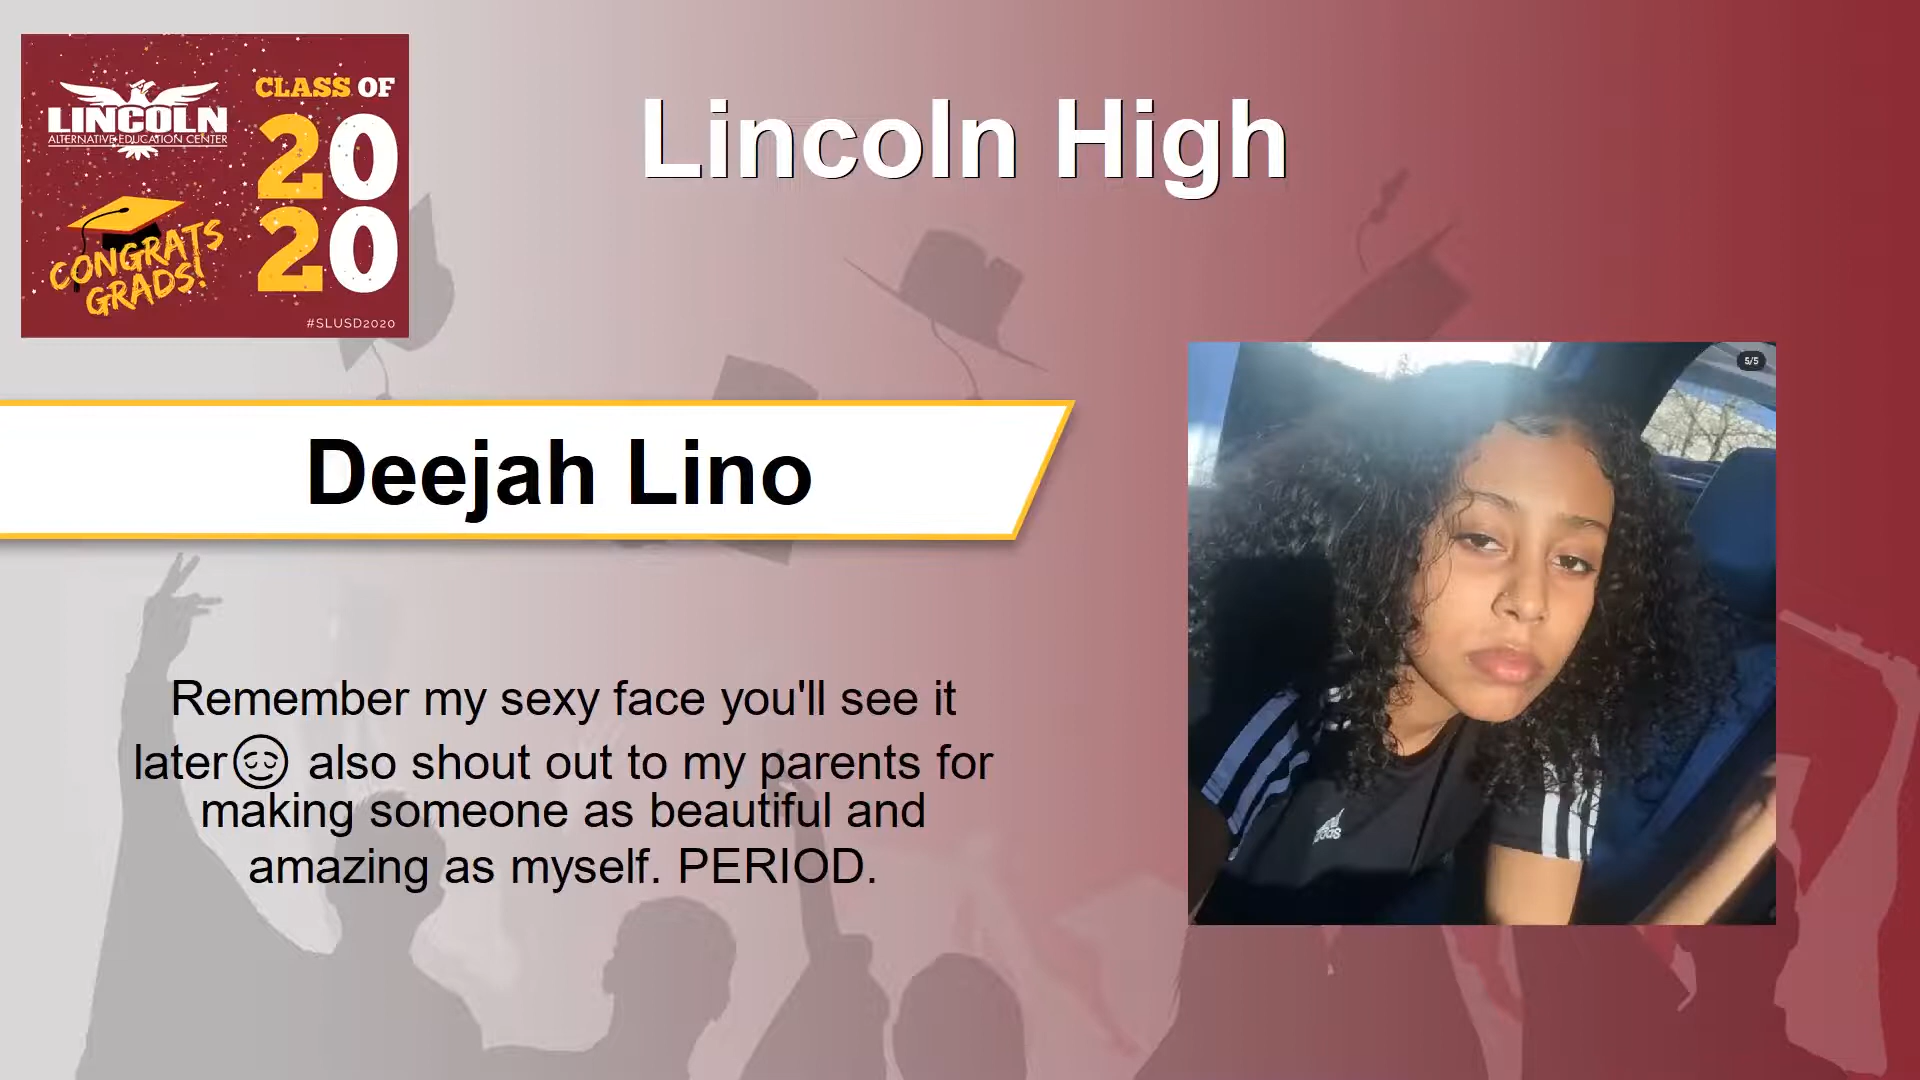 LINCOLN
ALTERNATIVE EDUCATION CENTER
CLASS OF
20
20
CONGRATS
GRADS!
#SLUSD2020
Lincoln High
Deejah Lino
Remember my sexy face you'll see it
later😌 also shout out to my parents for
making someone as beautiful and
amazing as myself. PERIOD.
5/5
adidas